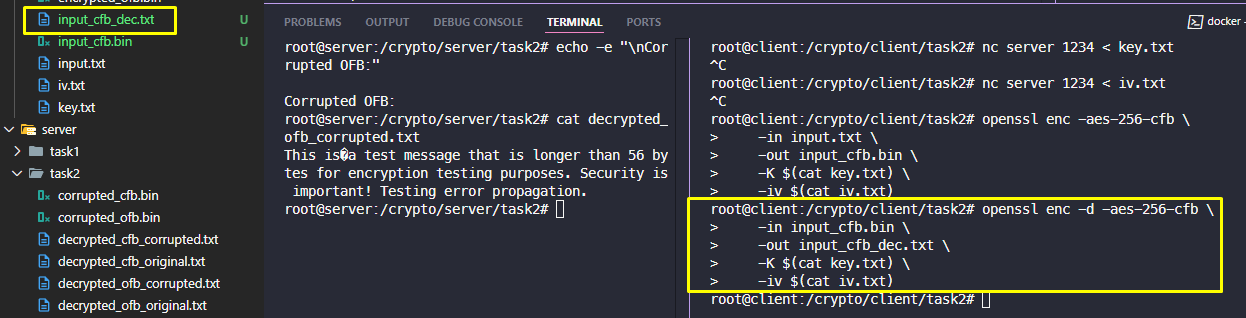 input_cfb_dec.txt U
input_cfb.bin U
input.txt
iv.txt
key.txt
server
task1
task2
corrupted_cfb.bin
corrupted_ofb.bin
decrypted_cfb_corrupted.txt
decrypted_cfb_original.txt
decrypted_ofb_corrupted.txt
decrypted_ofb_original.txt
PROBLEMS OUTPUT DEBUG CONSOLE TERMINAL PORTS
docker
root@server:/crypto/server/task2# echo -e "\nCor
rupted OFB:"
Corrupted OFB:
root@server:/crypto/server/task2# cat decrypted_
ofb_corrupted.txt
This is�a test message that is longer than 56 by
tes for encryption testing purposes. Security is
important! Testing error propagation.
root@server:/crypto/server/task2#
root@client:/crypto/client/task2# nc server 1234 < key.txt
^C
root@client:/crypto/client/task2# nc server 1234 < iv.txt
^C
root@client:/crypto/client/task2# openssl enc -aes-256-cfb \
> -in input.txt \
> -out input_cfb.bin \
> -K $(cat key.txt) \
> -iv $(cat iv.txt)
root@client:/crypto/client/task2# openssl enc -d -aes-256-cfb \
> -in input_cfb.bin \
> -out input_cfb_dec.txt \
> -K $(cat key.txt) \
> -iv $(cat iv.txt)
root@client:/crypto/client/task2#